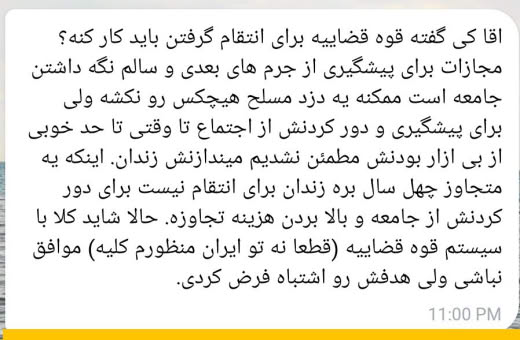 اقا کی گفته قوه قضاییه برای انتقام گرفتن باید کار کنه؟
مجازات برای پیشگیری از جرم های بعدی و سالم نگه داشتن
جامعه است ممکنه یه دزد مسلح هیچکس رو نکشه ولی
برای پیشگیری و دور کردنش از اجتماع تا وقتی تا حد خوبی
از بی ازار بودنش مطمئن نشدیم میندازنش زندان. اینکه یه
متجاوز چهل سال بره زندان برای انتقام نیست برای دور
کردنش از جامعه و بالا بردن هزینه تجاوزه. حالا شاید کلا با
سیستم قوه قضاییه (قطعا نه تو ایران منظورم کلیه) موافق
نباشی ولی هدفش رو اشتباه فرض کردی.
11:00 PM